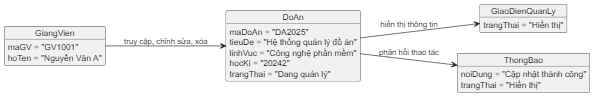 GiangVien
maGV = "GV1001"
hoTen = "Nguyễn Văn A"
truy cập, chỉnh sửa, xóa
DoAn
maDoAn = "DA2025"
tieuDe = "Hệ thống quản lý đồ án"
linhVuc = "Công nghệ phần mềm"
hocKi = "20242"
trangThai = "Đang quản lý"
hiển thị thông tin
phản hồi thao tác
GiaoDienQuanLy
trangThai = "Hiển thị"
ThongBao
noiDung = "Cập nhật thành công"
trangThai = "Hiển thị"